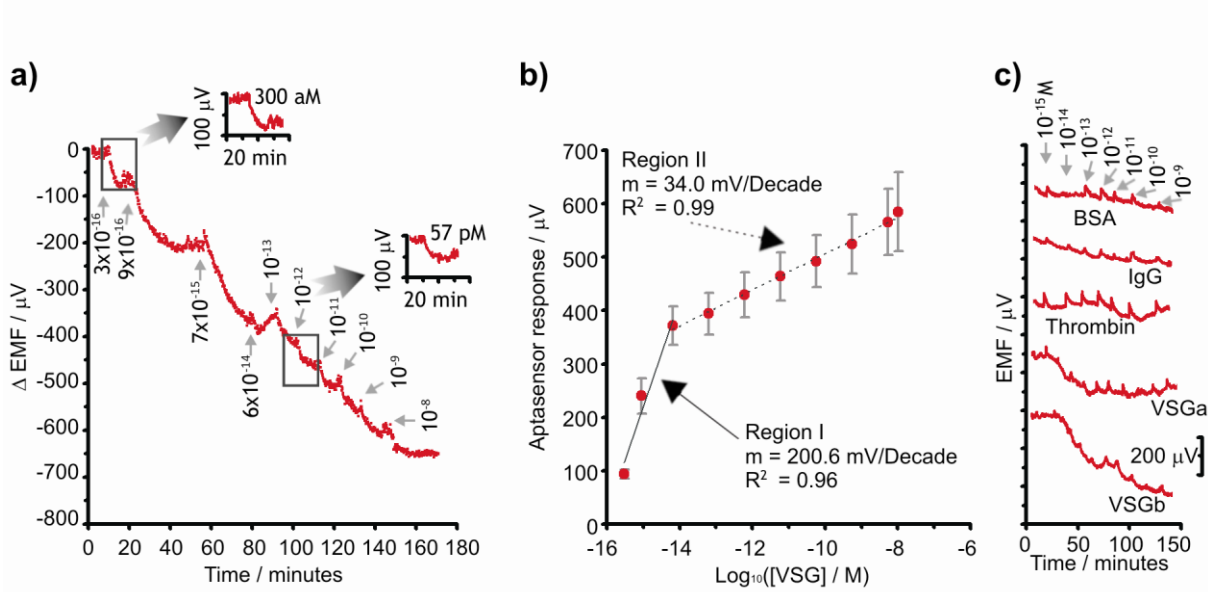 a)
100 µV
300 aM
20 min
0
-100
-200
-300
-400
-500
-600
-700
-800
Δ EMF / µV
3x10⁻¹⁶
9x10⁻¹⁶
7x10⁻¹⁵
6x10⁻¹⁴
10⁻¹³
10⁻¹²
10⁻¹¹
10⁻¹⁰
10⁻⁹
10⁻⁸
100 µV
57 pM
20 min
0 20 40 60 80 100 120 140 160 180
Time / minutes
b)
700
600
500
400
300
200
100
0
Aptasensor response / µV
Region II
m = 34.0 mV/Decade
R² = 0.99
Region I
m = 200.6 mV/Decade
R² = 0.96
-16 -14 -12 -10 -8 -6
Log₁₀([VSG] / M)
c)
10⁻¹⁵ M
10⁻¹⁴
10⁻¹³
10⁻¹²
10⁻¹¹
10⁻¹⁰
10⁻⁹
EMF / µV
BSA
IgG
Thrombin
VSGa
200 µV
VSGb
0 50 100 150
Time / minutes